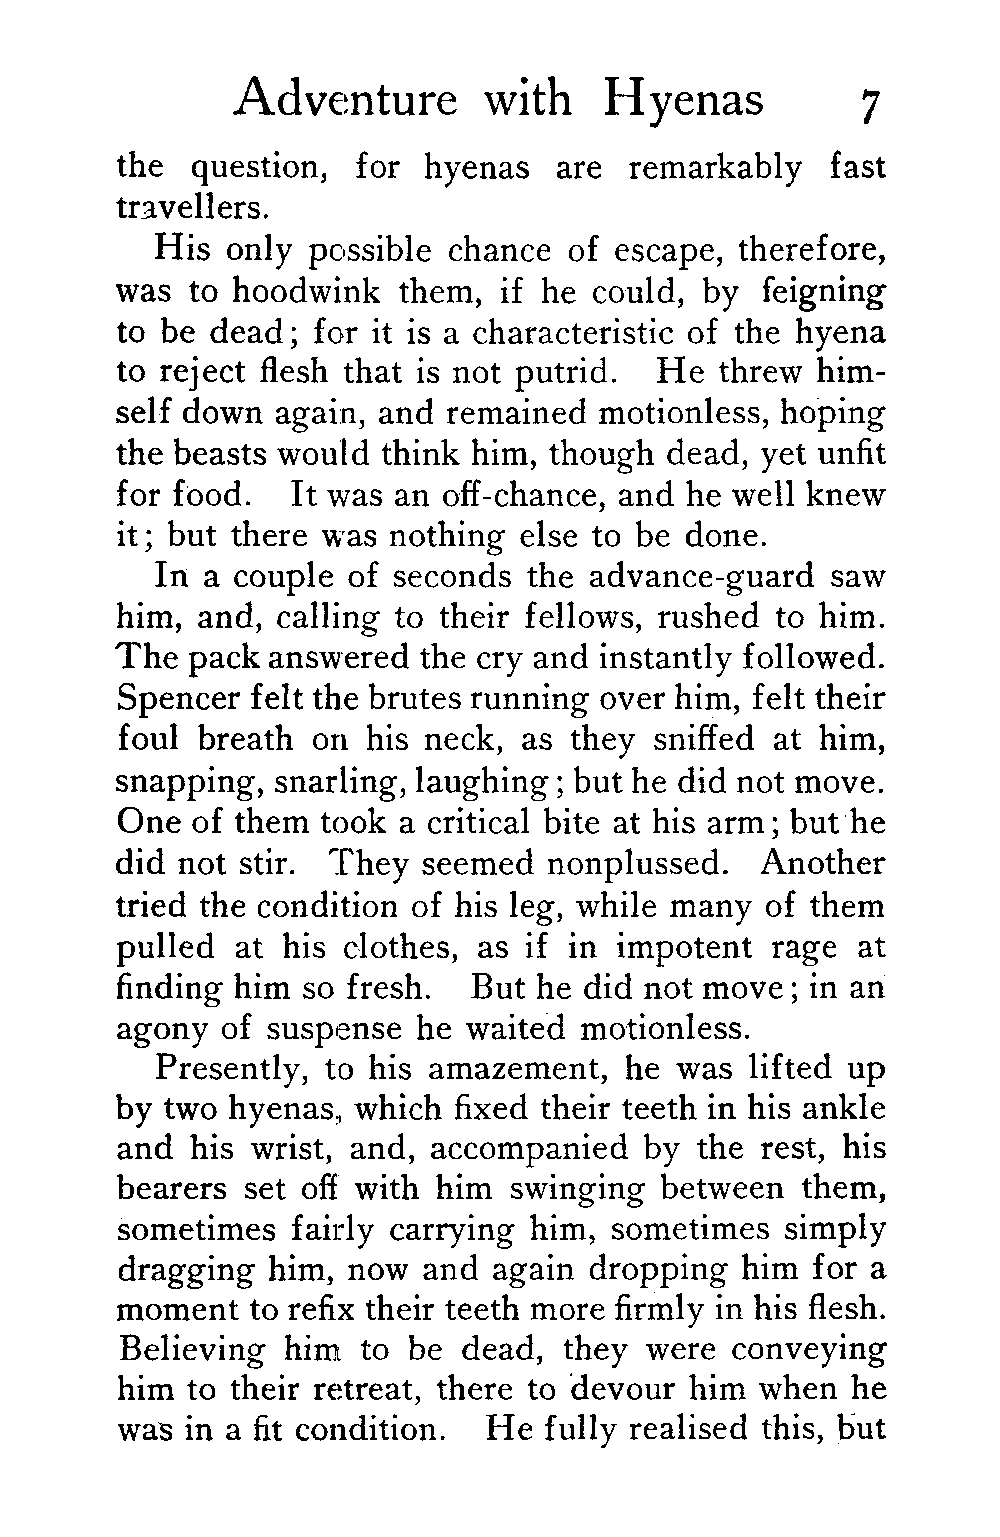 Adventure with Hyenas 7
the question, for hyenas are remarkably fast
travellers.
His only possible chance of escape, therefore,
was to hoodwink them, if he could, by feigning
to be dead; for it is a characteristic of the hyena
to reject flesh that is not putrid. He threw him-
self down again, and remained motionless, hoping
the beasts would think him, though dead, yet unfit
for food. It was an off-chance, and he well knew
it; but there was nothing else to be done.
In a couple of seconds the advance-guard saw
him, and, calling to their fellows, rushed to him.
The pack answered the cry and instantly followed.
Spencer felt the brutes running over him, felt their
foul breath on his neck, as they sniffed at him,
snapping, snarling, laughing; but he did not move.
One of them took a critical bite at his arm; but he
did not stir. They seemed nonplussed. Another
tried the condition of his leg, while many of them
pulled at his clothes, as if in impotent rage at
finding him so fresh. But he did not move; in an
agony of suspense he waited motionless.
Presently, to his amazement, he was lifted up
by two hyenas, which fixed their teeth in his ankle
and his wrist, and, accompanied by the rest, his
bearers set off with him swinging between them,
sometimes fairly carrying him, sometimes simply
dragging him, now and again dropping him for a
moment to refix their teeth more firmly in his flesh.
Believing him to be dead, they were conveying
him to their retreat, there to devour him when he
was in a fit condition. He fully realised this, but